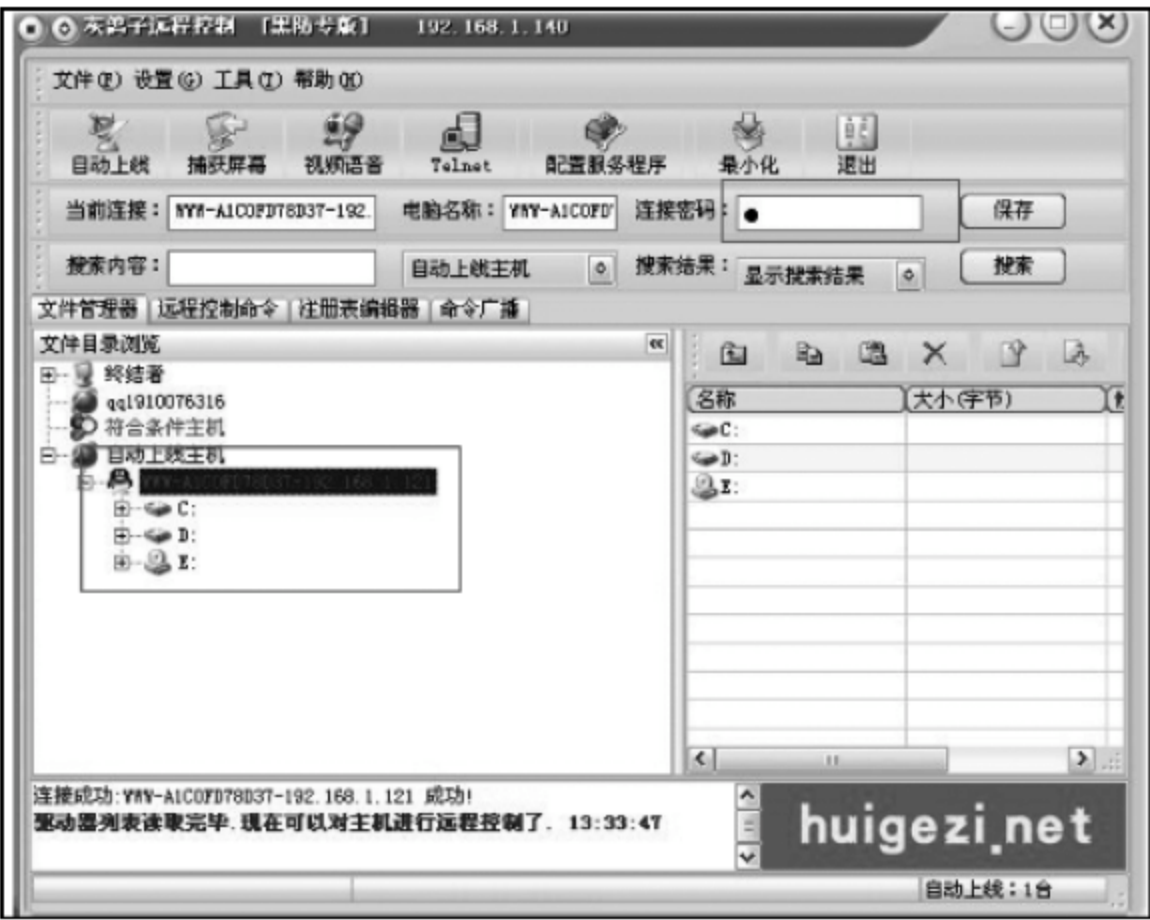 灰鸽子远程控制 [黑防专版] 192.168.1.140
文件(F) 设置(G) 工具(T) 帮助(H)
自动上线 捕获屏幕 视频语音 Telnet 配置服务程序 最小化 退出
当前连接： WWW-A1C0FD78D37-192. 电脑名称： WWW-A1C0FD 连接密码： ● 保存
搜索内容： 自动上线主机 搜索结果： 显示搜索结果 搜索
文件管理器 远程控制命令 注册表编辑器 命令广播
文件目录浏览
名称 大小(字节)
终结者
qq1910076316
符合条件主机
自动上线主机
WWW-A1C0FD78D37-192.168.1.121
C:
D:
E:
C:
D:
E:
连接成功:WWW-A1C0FD78D37-192.168.1.121 成功!
驱动器列表读取完毕.现在可以对主机进行远程控制了. 13:33:47
huigezi.net
自动上线：1台